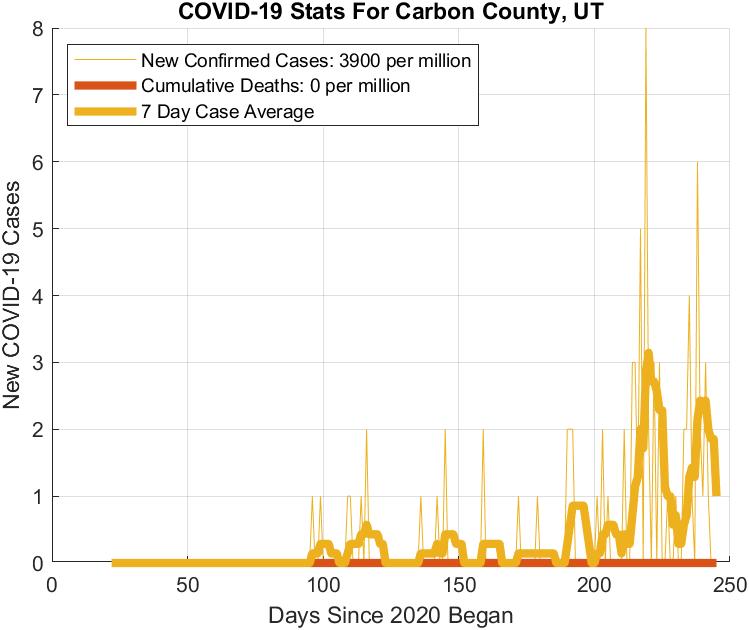 COVID-19 Stats For Carbon County, UT
8
7
6
5
4
3
2
1
0
New COVID-19 Cases
New Confirmed Cases: 3900 per million
Cumulative Deaths: 0 per million
7 Day Case Average
0 50 100 150 200 250
Days Since 2020 Began